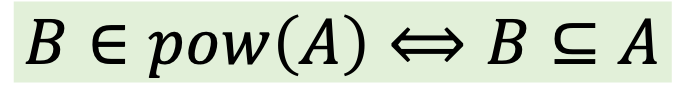 B ∈ pow(A) ⟺ B ⊆ A